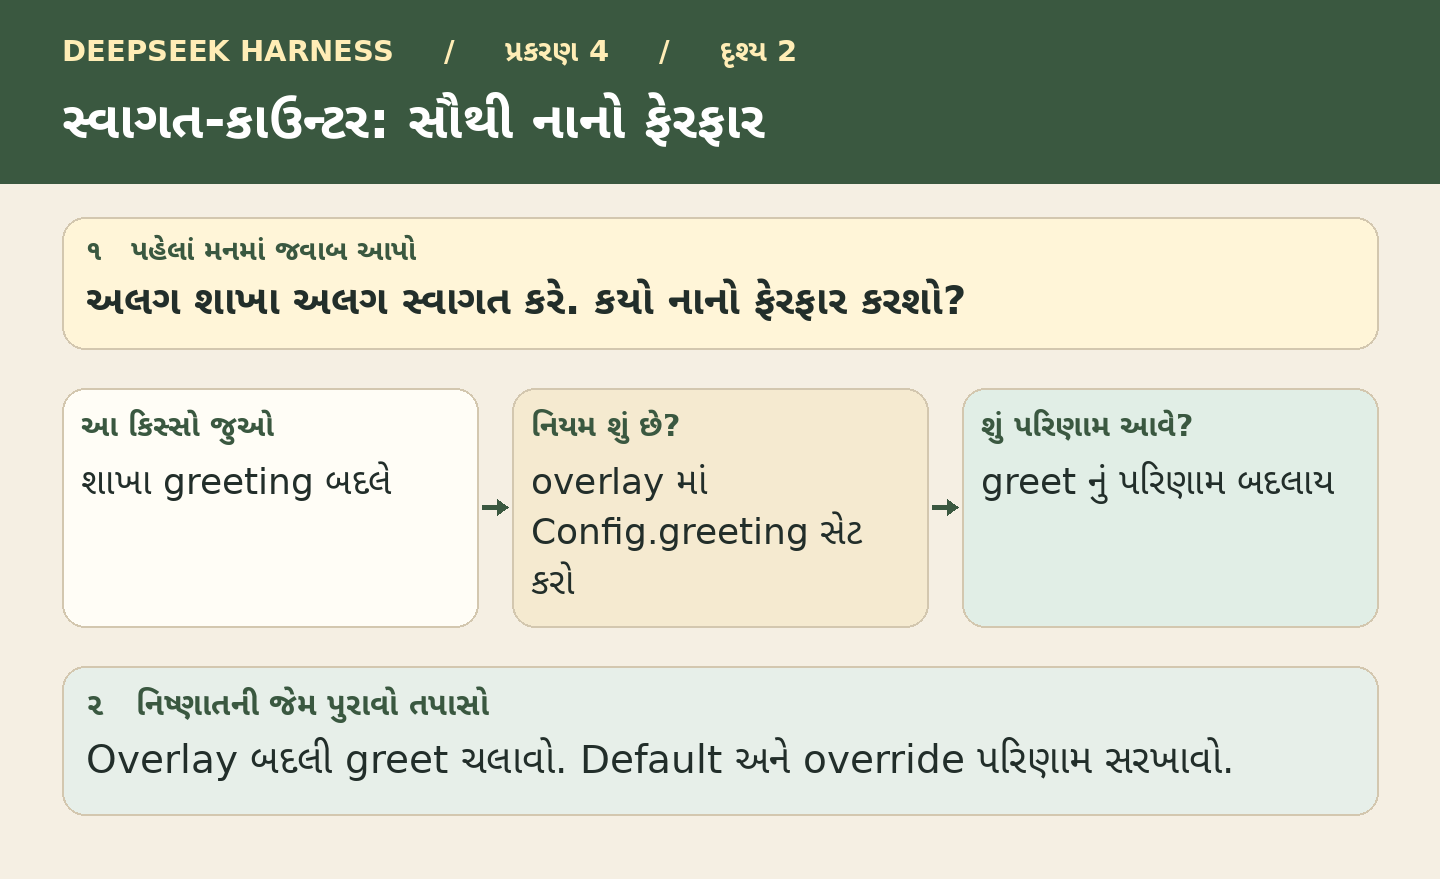 DEEPSEEK HARNESS / પ્રકરણ 4 / દૃશ્ય 2
સ્વાગત-કાઉન્ટર: સૌથી નાનો ફેરફાર
૧ પહેલાં મનમાં જવાબ આપો
અલગ શાખા અલગ સ્વાગત કરે. કયો નાનો ફેરફાર કરશો?
આ કિસ્સો જુઓ
શાખા greeting બદલે
નિયમ શું છે?
overlay માં
Config.greeting સેટ
કરો
શું પરિણામ આવે?
greet નું પરિણામ બદલાય
૨ નિષ્ણાતની જેમ પુરાવો તપાસો
Overlay બદલી greet ચલાવો. Default અને override પરિણામ સરખાવો.